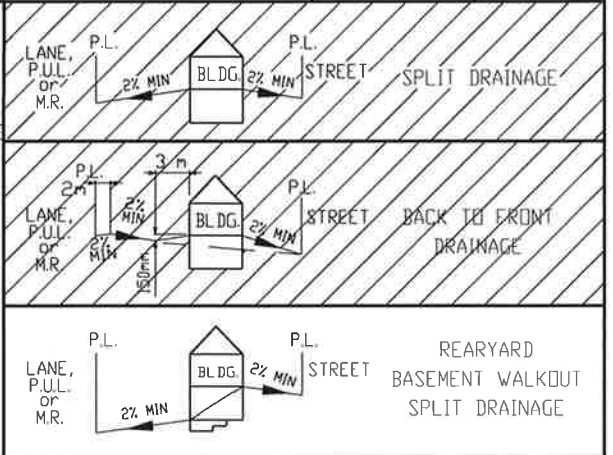 P.L.
P.L.
LANE,
P.U.L.
or
M.R.
2% MIN
BLDG.
2% MIN
STREET
SPLIT DRAINAGE
P.L.
3 m
2m
P.L.
LANE,
P.U.L.
or
M.R.
2%
MIN
2%
MIN
150mm
BLDG.
2% MIN
STREET
BACK TO FRONT
DRAINAGE
P.L.
P.L.
LANE,
P.U.L.
or
M.R.
2% MIN
BLDG.
2% MIN
STREET
REARYARD
BASEMENT WALKOUT
SPLIT DRAINAGE